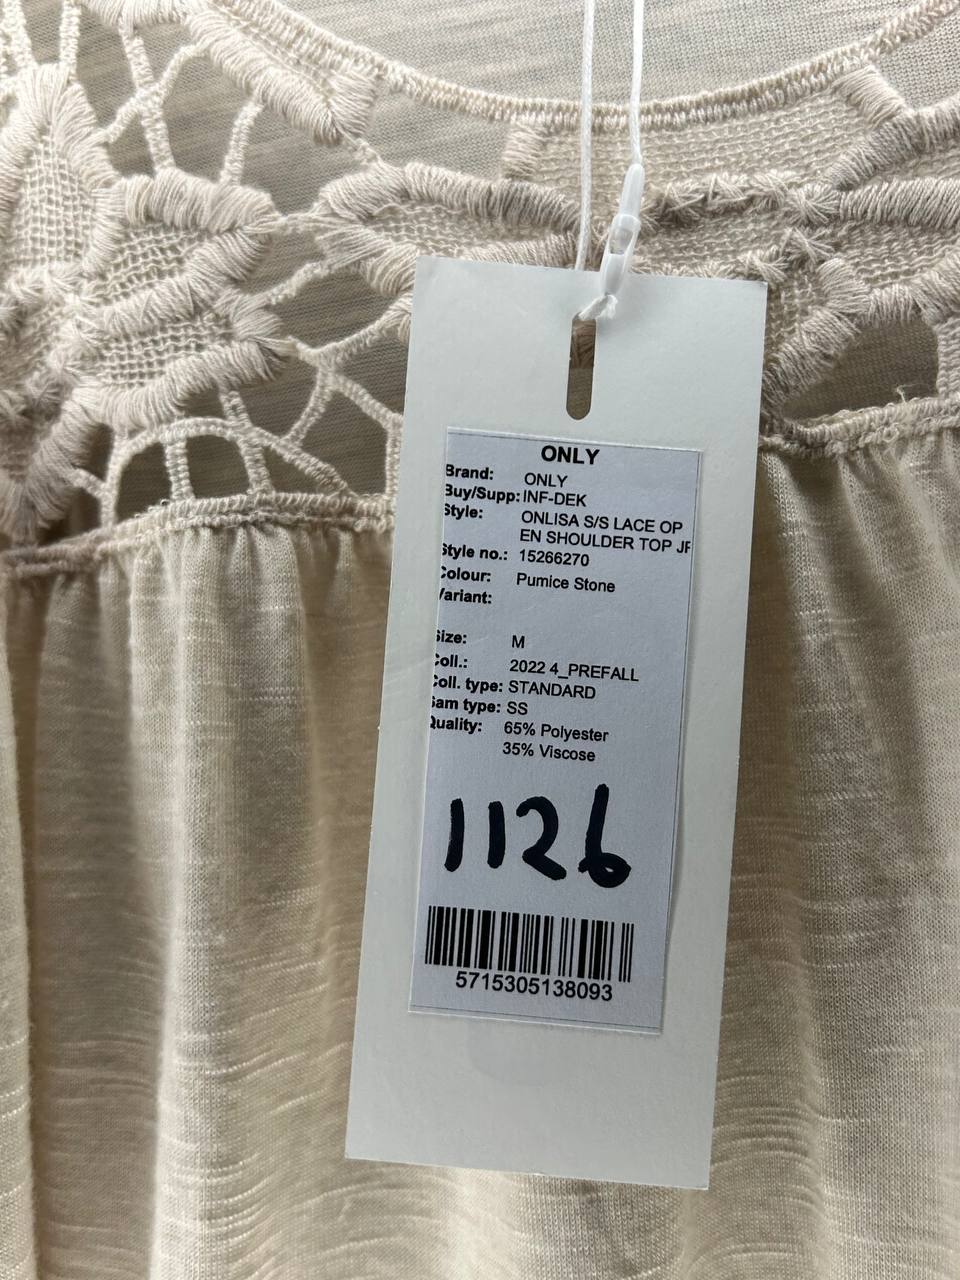 ONLY
Brand: ONLY
Buy/Supp: INF-DEK
Style: ONLISA S/S LACE OP
EN SHOULDER TOP JR
Style no.: 15266270
Colour: Pumice Stone
Variant:
Size: M
Coll.: 2022 4_PREFALL
Coll. type: STANDARD
Sam type: SS
Quality: 65% Polyester
35% Viscose
1126
5715305138093